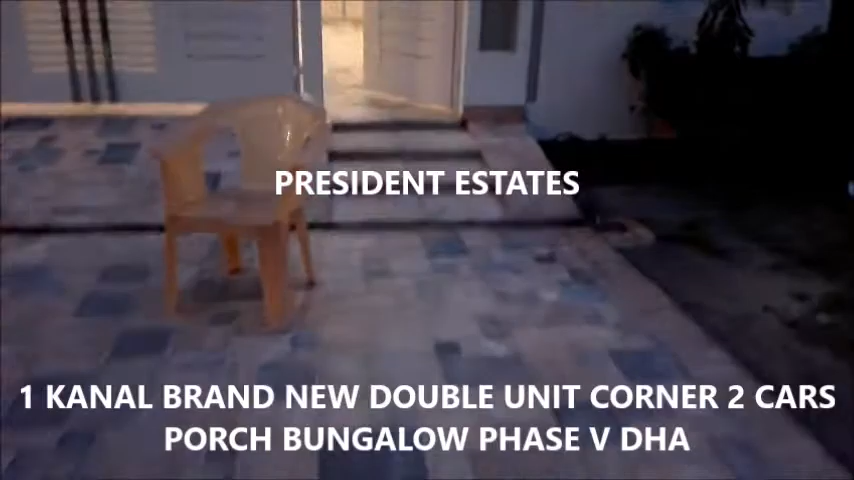 PRESIDENT ESTATES
1 KANAL BRAND NEW DOUBLE UNIT CORNER 2 CARS
PORCH BUNGALOW PHASE V DHA